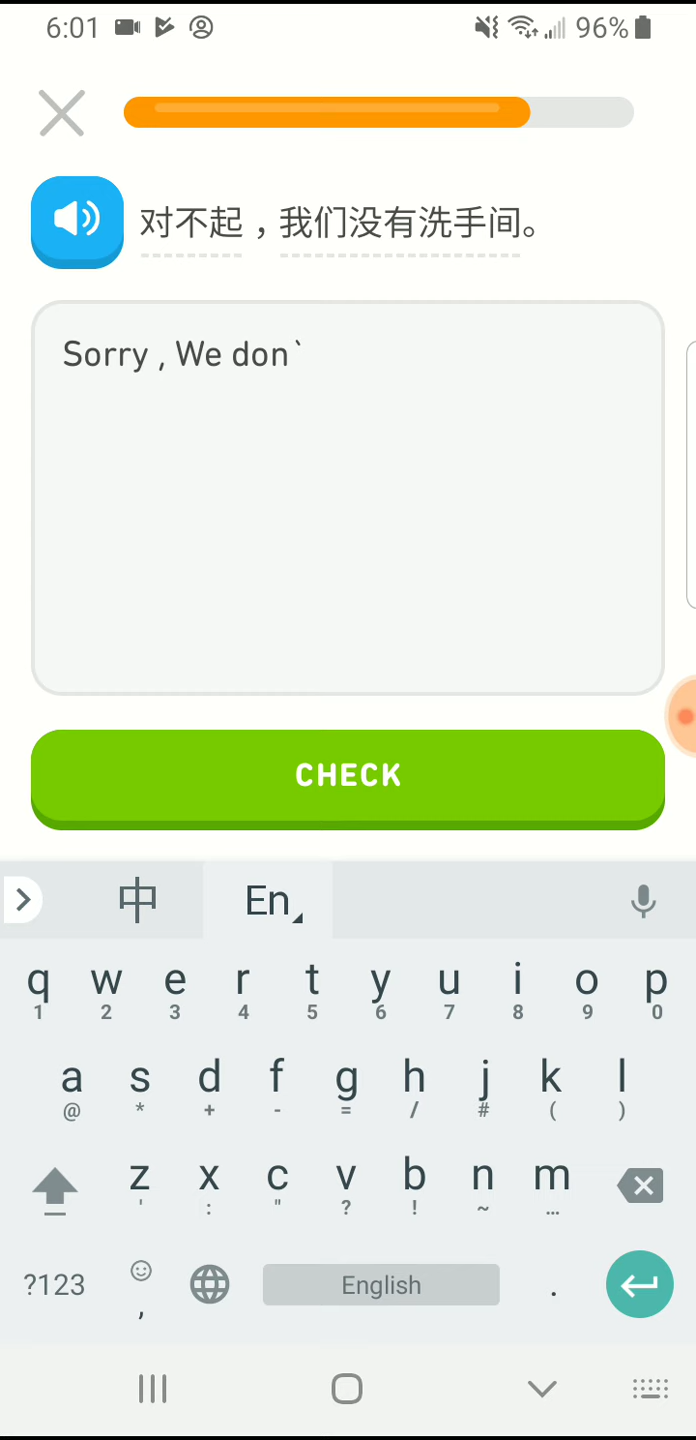 6:01 96%
对不起，我们没有洗手间。
Sorry , We don`
CHECK
中 En
q w e r t y u i o p
1 2 3 4 5 6 7 8 9 0
a s d f g h j k l
@ * + - = / # ( )
z x c v b n m
' : " ? ! ~ …
?123 , English .